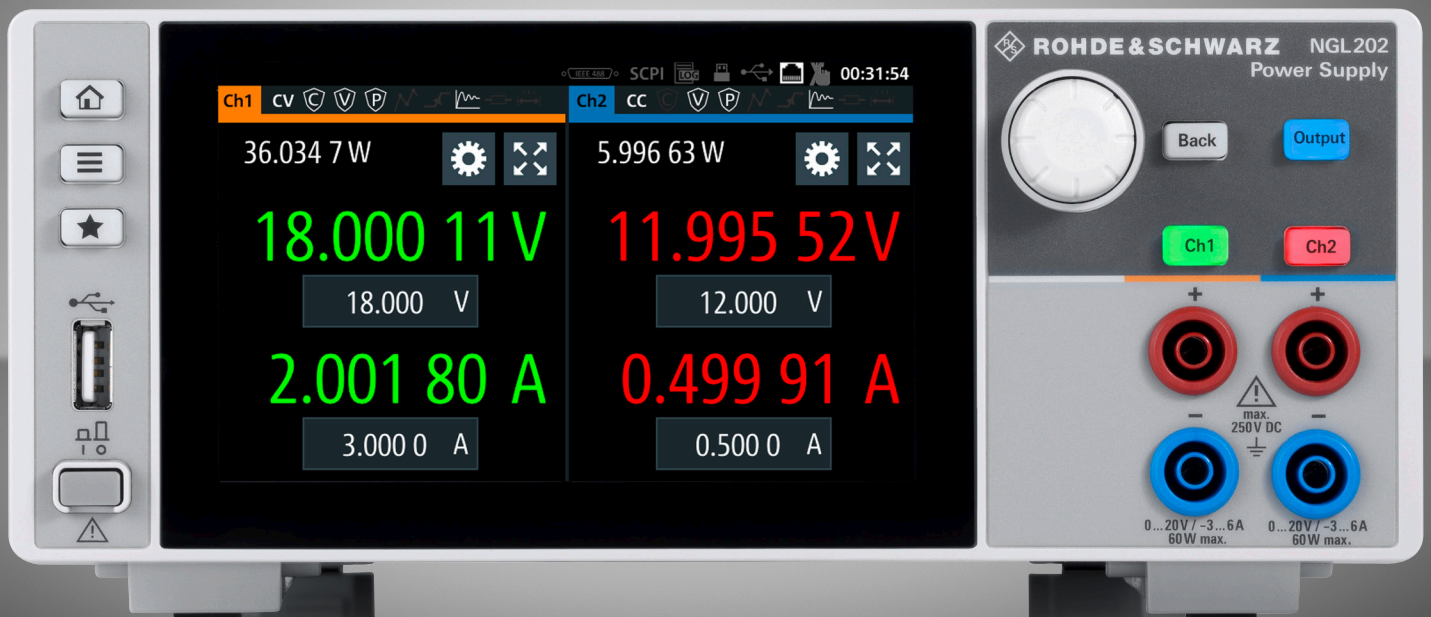 ROHDE&SCHWARZ NGL202
Power Supply
IEEE 488 SCPI LOG 00:31:54
Ch1 CV C V P
Ch2 CC C V P
36.034 7 W
5.996 63 W
18.000 11 V
11.995 52 V
18.000 V
12.000 V
2.001 80 A
0.499 91 A
3.000 0 A
0.500 0 A
Back
Output
Ch1
Ch2
+ +
max.
250V DC
− −
0...20V / −3...6A
60W max.
0...20V / −3...6A
60W max.